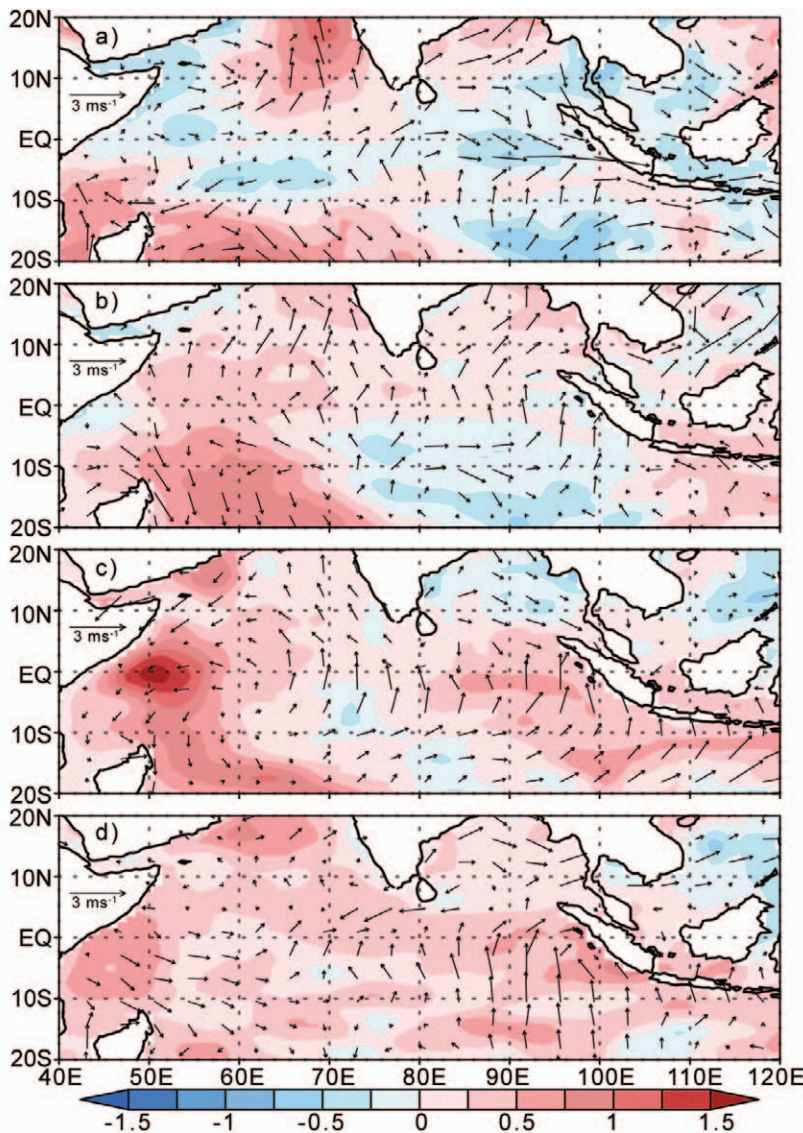 20N
a)
10N
3 ms⁻¹
EQ
10S
20S
20N
b)
10N
3 ms⁻¹
EQ
10S
20S
20N
c)
10N
3 ms⁻¹
EQ
10S
20S
20N
d)
10N
3 ms⁻¹
EQ
10S
20S
40E 50E 60E 70E 80E 90E 100E 110E 120E
-1.5 -1 -0.5 0 0.5 1 1.5